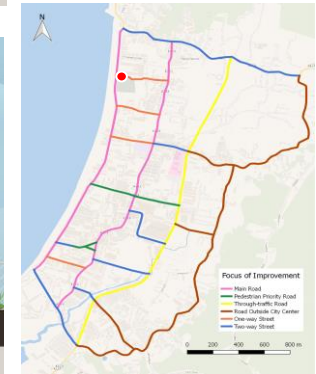 N
Focus of Improvement
Main Road
Pedestrian Priority Road
Through-traffic Road
Road Outside City Center
One-way Street
Two-way Street
0 200 400 600 800 m